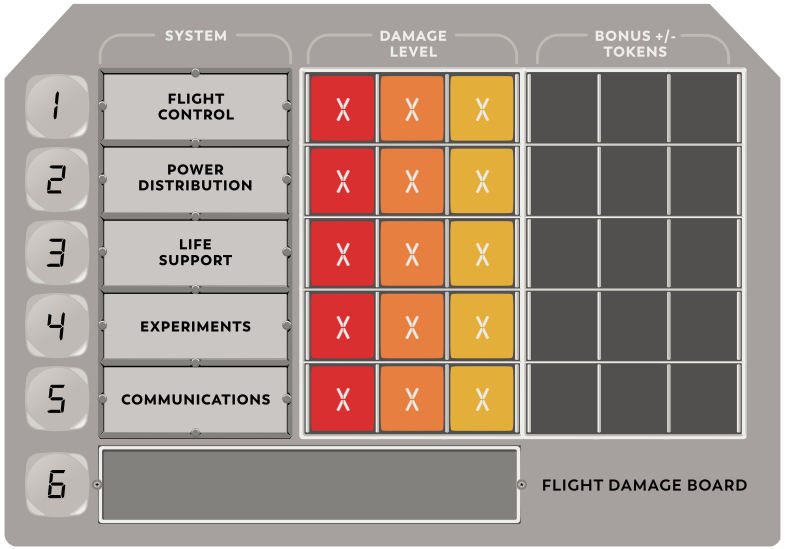 SYSTEM
DAMAGE
LEVEL
BONUS +/-
TOKENS
1
FLIGHT
CONTROL
X X X
2
POWER
DISTRIBUTION
X X X
3
LIFE
SUPPORT
X X X
4
EXPERIMENTS
X X X
5
COMMUNICATIONS
X X X
6
FLIGHT DAMAGE BOARD